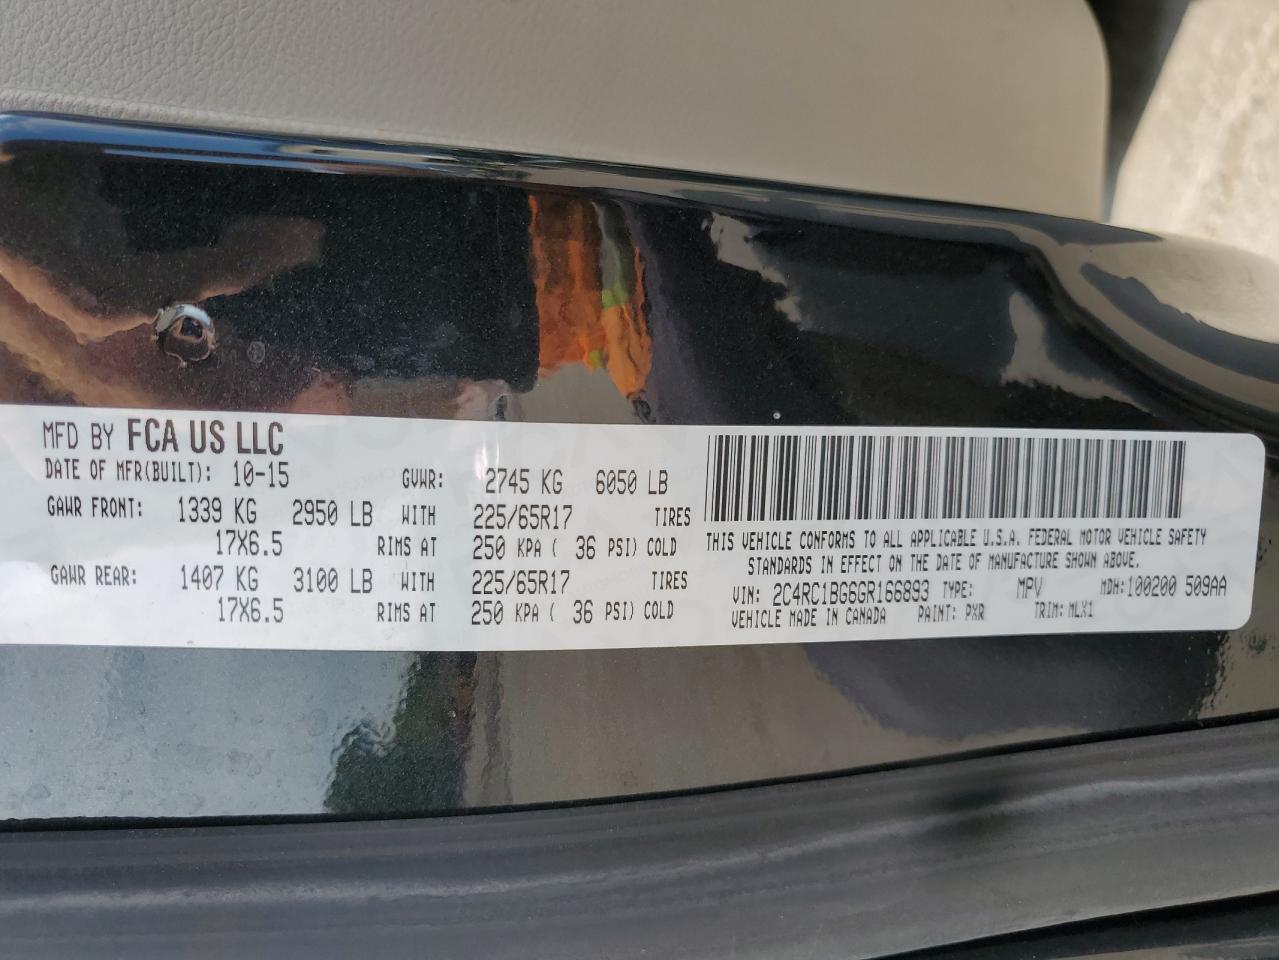 MFD BY FCA US LLC
DATE OF MFR(BUILT): 10-15 GVWR: 2745 KG 6050 LB
GAWR FRONT: 1339 KG 2950 LB WITH 225/65R17 TIRES
17X6.5 RIMS AT 250 KPA ( 36 PSI) COLD
GAWR REAR: 1407 KG 3100 LB WITH 225/65R17 TIRES
17X6.5 RIMS AT 250 KPA ( 36 PSI) COLD
THIS VEHICLE CONFORMS TO ALL APPLICABLE U.S.A. FEDERAL MOTOR VEHICLE SAFETY
STANDARDS IN EFFECT ON THE DATE OF MANUFACTURE SHOWN ABOVE.
VIN: 2C4RC1BG6GR166893 TYPE: MPV MDH:100200 509AA
VEHICLE MADE IN CANADA PAINT: PXR TRIM: MLX1